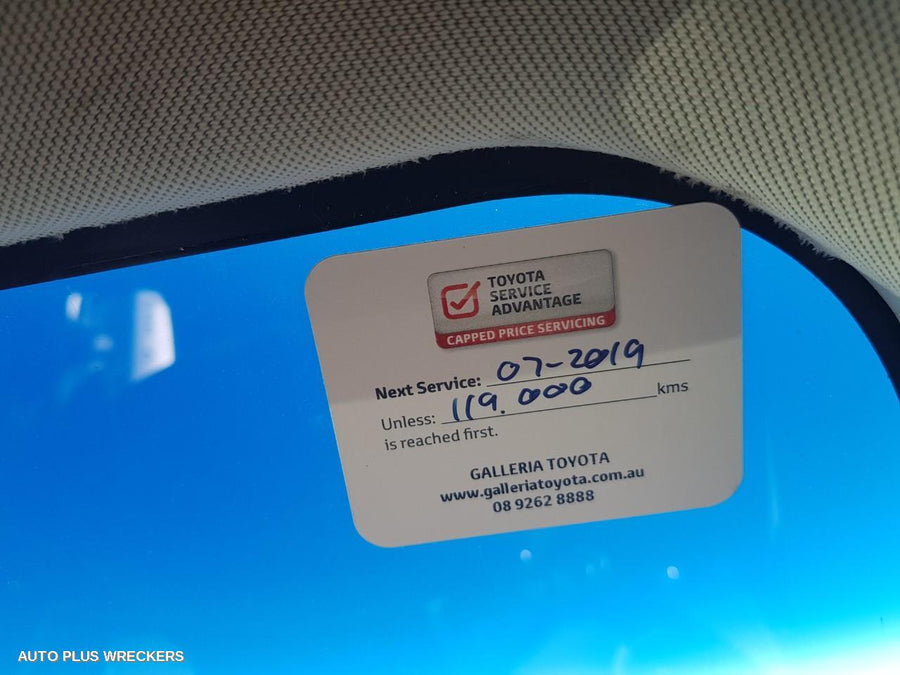 TOYOTA
SERVICE
ADVANTAGE
CAPPED PRICE SERVICING
Next Service: 07-2019
Unless: 119.000 kms
is reached first.
GALLERIA TOYOTA
www.galleriatoyota.com.au
08 9262 8888
AUTO PLUS WRECKERS